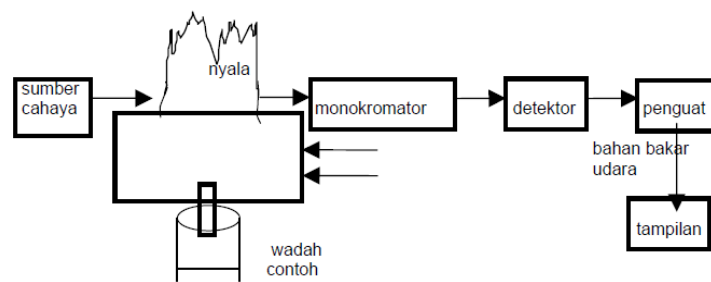 sumber
cahaya
nyala
monokromator
detektor
penguat
bahan bakar
udara
tampilan
wadah
contoh